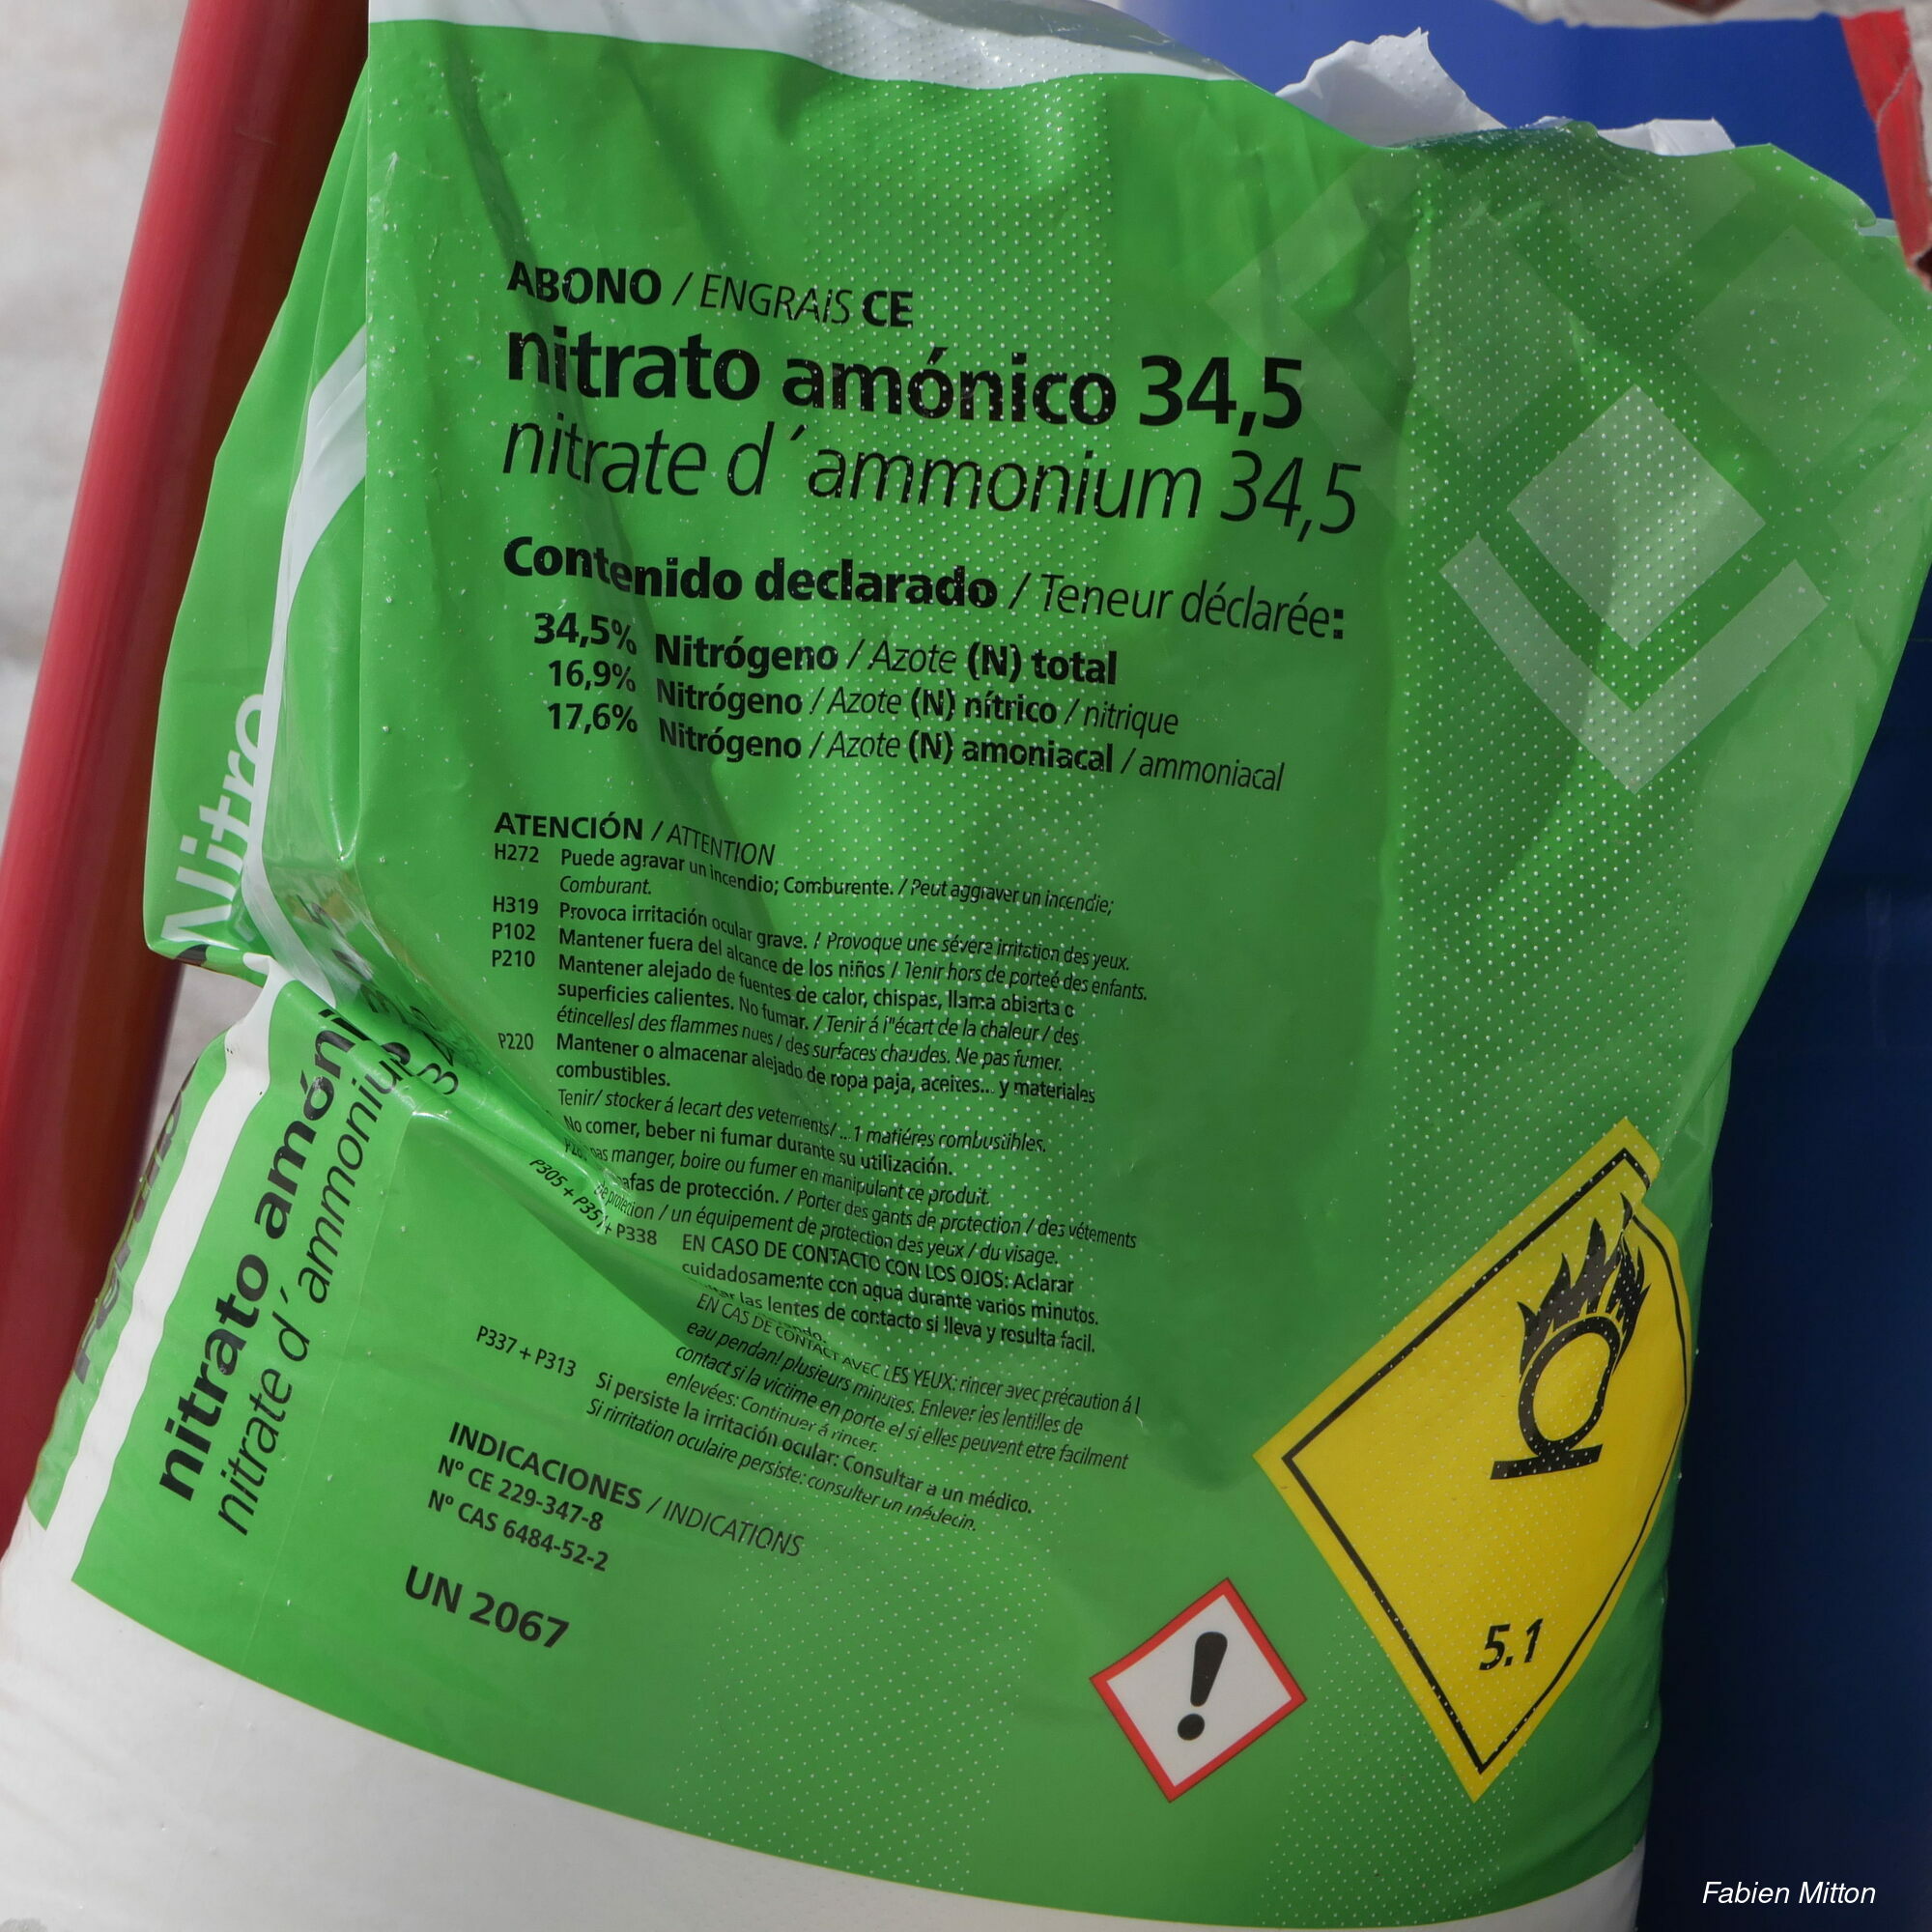 ABONO / ENGRAIS CE
nitrato amónico 34,5
nitrate d´ammonium 34,5
Contenido declarado / Teneur déclarée:
34,5% Nitrógeno / Azote (N) total
16,9% Nitrógeno / Azote (N) nítrico / nitrique
17,6% Nitrógeno / Azote (N) amoniacal / ammoniacal
ATENCIÓN / ATTENTION
H272 Puede agravar un incendio; Comburente. / Peut aggraver un incendie;
Comburant.
H319 Provoca irritación ocular grave. / Provoque une sévére irritation des yeux.
P102 Mantener fuera del alcance de los niños / Tenir hors de porteé des enfants.
P210 Mantener alejado de fuentes de calor, chispas, llama abierta o
superficies calientes. No fumar. / Tenir á l"écart de la chaleur / des
étincellesl des flammes nues / des surfaces chaudes. Ne pas fumer.
P220 Mantener o almacenar alejado de ropa paja, aceites... y materiales
combustibles.
Tenir/ stocker á lecart des vetements/ ...1 matiéres combustibles.
No comer, beber ni fumar durante su utilización.
pas manger, boire ou fumer en manipulant ce produit.
afas de protección. / Porter des gants de protection / des vétements
de protection / un équipement de protection des yeux / du visage.
P305 + P351+ P338 EN CASO DE CONTACTO CON LOS OJOS: Aclarar
cuidadosamente con agua durante varios minutos.
las lentes de contacto si lleva y resulta facil.
EN CAS DE CONTACT AVEC LES YEUX: rincer avec précaution á l
eau pendan! plusieurs minutes. Enlever les lentilles de
contact si la victime en porte el si elles peuvent etre facilment
enlevées: Continuer á rincer.
P337 + P313 Si persiste la irritación ocular: Consultar a un médico.
Si rirritation oculaire persiste: consulter un médecin.
INDICACIONES / INDICATIONS
Nº CE 229-347-8
Nº CAS 6484-52-2
UN 2067
5.1
Nitro
nitrato amóni
nitrate d´ammonium
Fabien Mitton